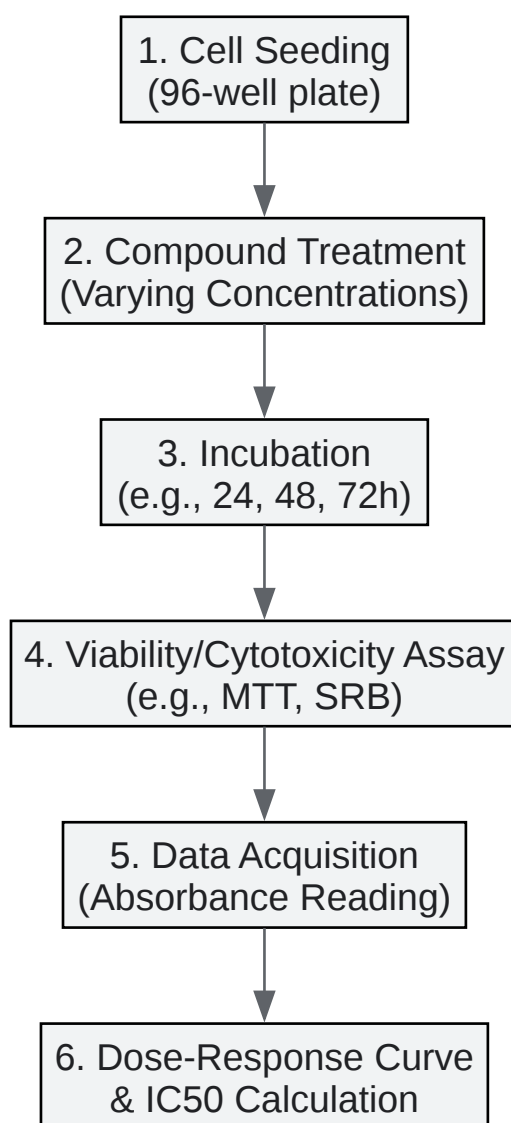 1. Cell Seeding
(96-well plate)
2. Compound Treatment
(Varying Concentrations)
3. Incubation
(e.g., 24, 48, 72h)
4. Viability/Cytotoxicity Assay
(e.g., MTT, SRB)
5. Data Acquisition
(Absorbance Reading)
6. Dose-Response Curve
& IC50 Calculation